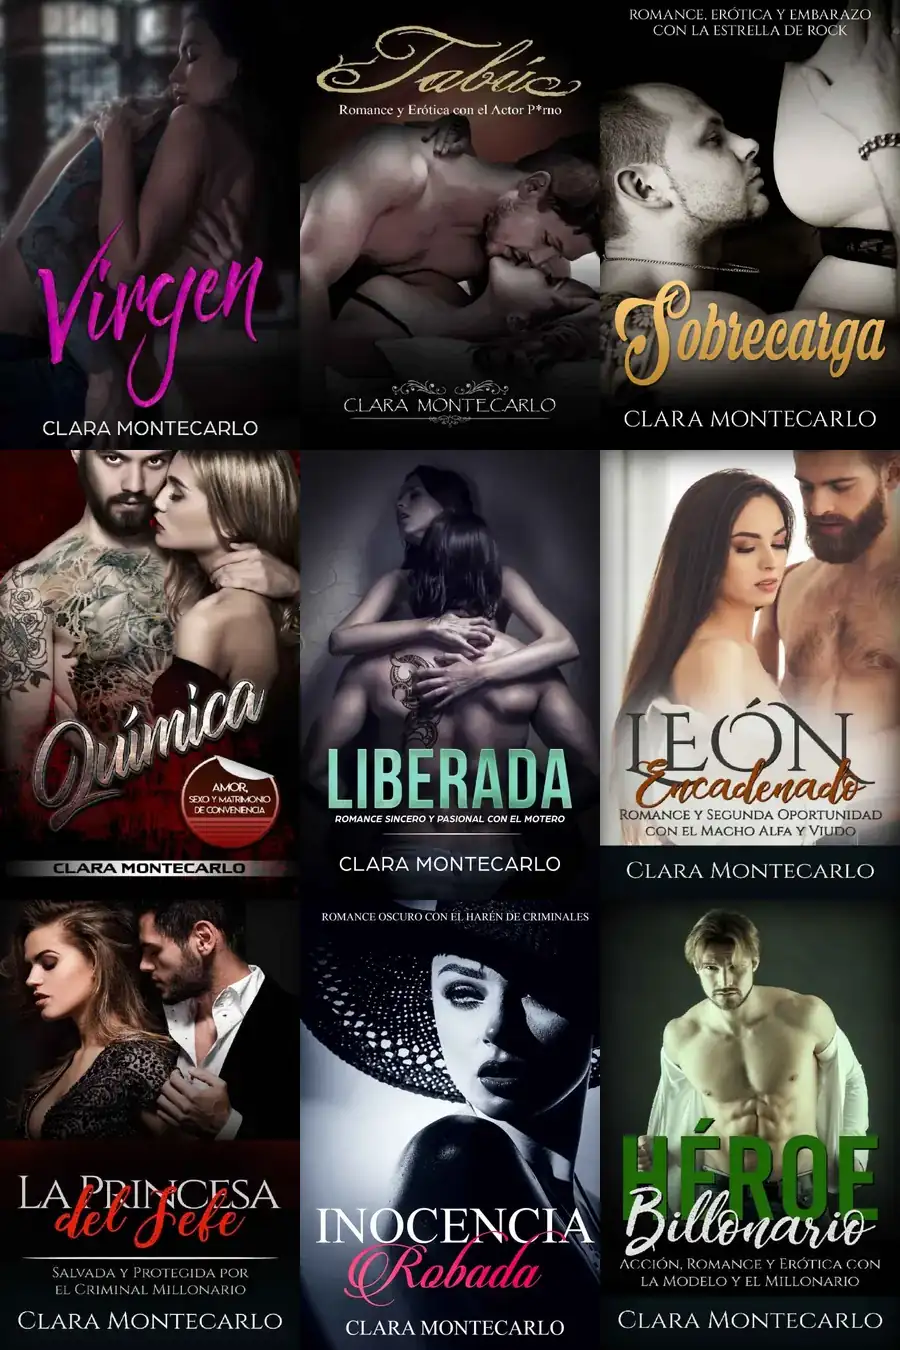 Virgen
CLARA MONTECARLO
Tabú
Romance y Erótica con el Actor P*rno
CLARA MONTECARLO
ROMANCE, ERÓTICA Y EMBARAZO
CON LA ESTRELLA DE ROCK
Sobrecarga
CLARA MONTECARLO
Química
AMOR,
SEXO Y MATRIMONIO
DE CONVENIENCIA
CLARA MONTECARLO
LIBERADA
ROMANCE SINCERO Y PASIONAL CON EL MOTERO
CLARA MONTECARLO
LEÓN
Encadenado
ROMANCE Y SEGUNDA OPORTUNIDAD
CON EL MACHO ALFA Y VIUDO
CLARA MONTECARLO
LA PRINCESA
del Jefe
SALVADA Y PROTEGIDA POR
EL CRIMINAL MILLONARIO
CLARA MONTECARLO
ROMANCE OSCURO CON EL HARÉN DE CRIMINALES
INOCENCIA
Robada
CLARA MONTECARLO
HÉROE
Billonario
ACCIÓN, ROMANCE Y ERÓTICA CON
LA MODELO Y EL MILLONARIO
CLARA MONTECARLO